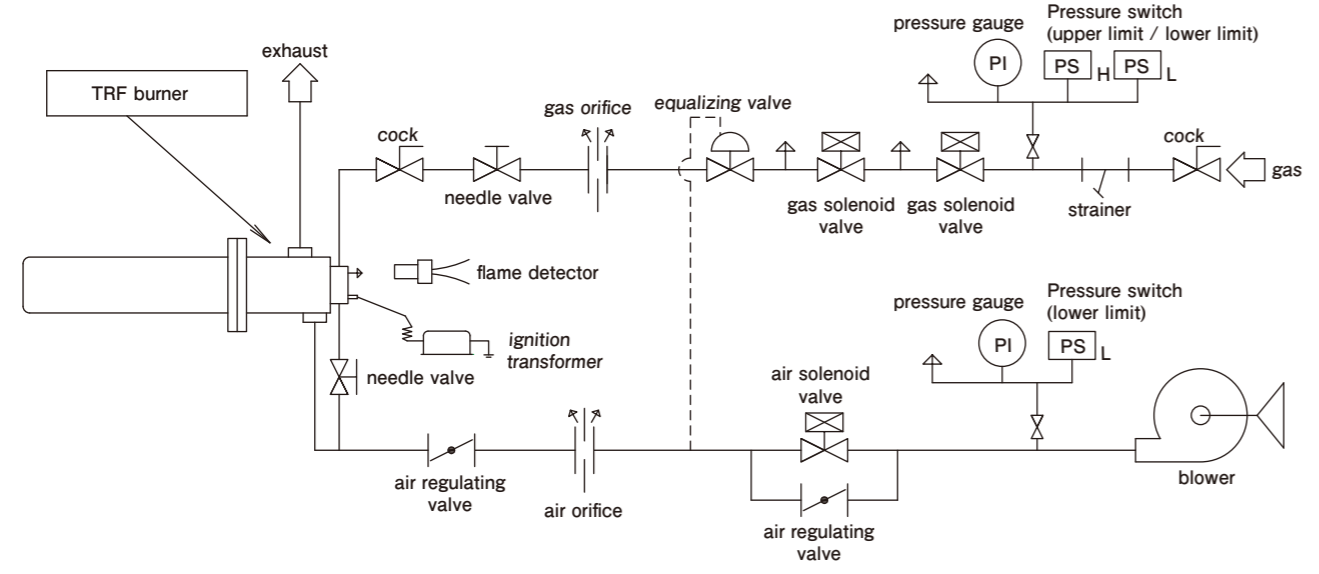 pressure gauge
Pressure switch
(upper limit / lower limit)
PI
PS
H
PS
L
exhaust
TRF burner
gas orifice
equalizing valve
cock
needle valve
gas solenoid
valve
gas solenoid
valve
strainer
cock
gas
flame detector
ignition
transformer
needle valve
pressure gauge
Pressure switch
(lower limit)
PI
PS
L
air solenoid
valve
air regulating
valve
air orifice
air regulating
valve
blower